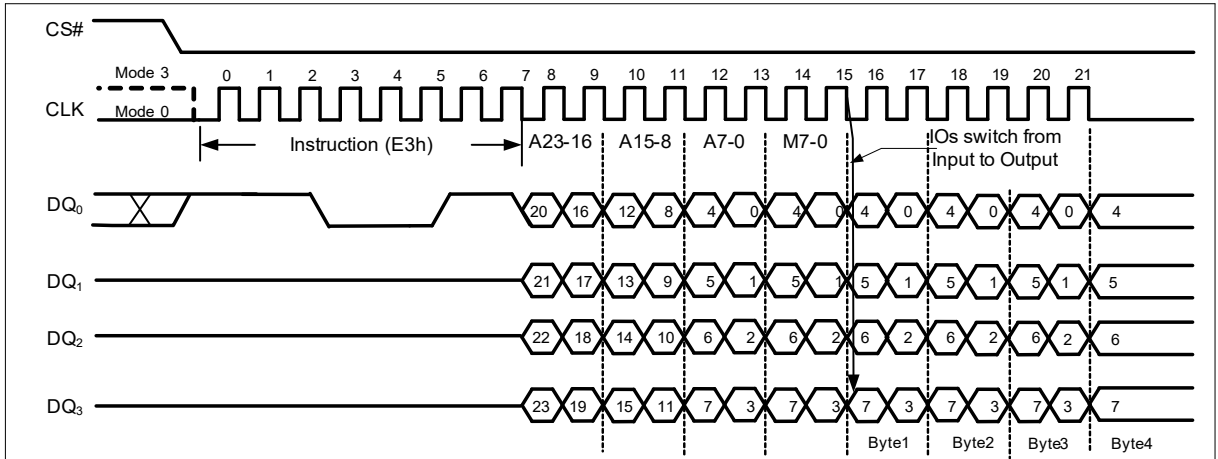 CS#
Mode 3
0 1 2 3 4 5 6 7 8 9 10 11 12 13 14 15 16 17 18 19 20 21
CLK
Mode 0
Instruction (E3h)
A23-16 A15-8 A7-0 M7-0
IOs switch from
Input to Output
DQ0 20 16 12 8 4 0 4 0 4 0 4 0 4 0 4
DQ1 21 17 13 9 5 1 5 1 5 1 5 1 5 1 5
DQ2 22 18 14 10 6 2 6 2 6 2 6 2 6 2 6
DQ3 23 19 15 11 7 3 7 3 7 3 7 3 7 3 7
Byte1 Byte2 Byte3 Byte4